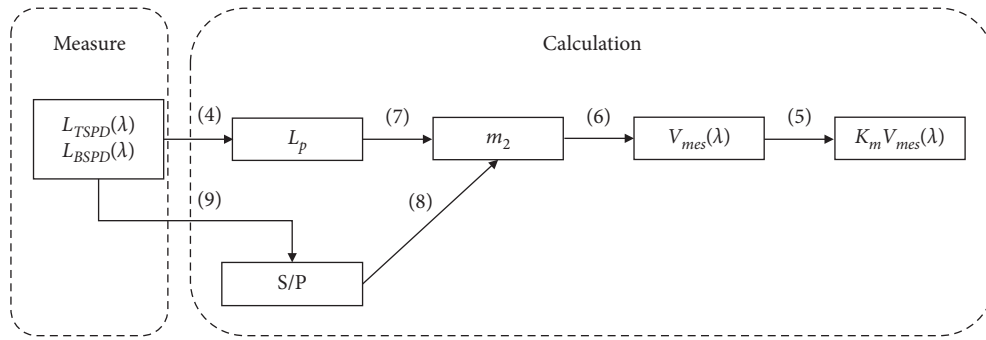 Measure
Calculation
L_TSPD(λ)
L_BSPD(λ)
(4)
L_p
(7)
m_2
(6)
V_mes(λ)
(5)
K_m V_mes(λ)
(9)
(8)
S/P